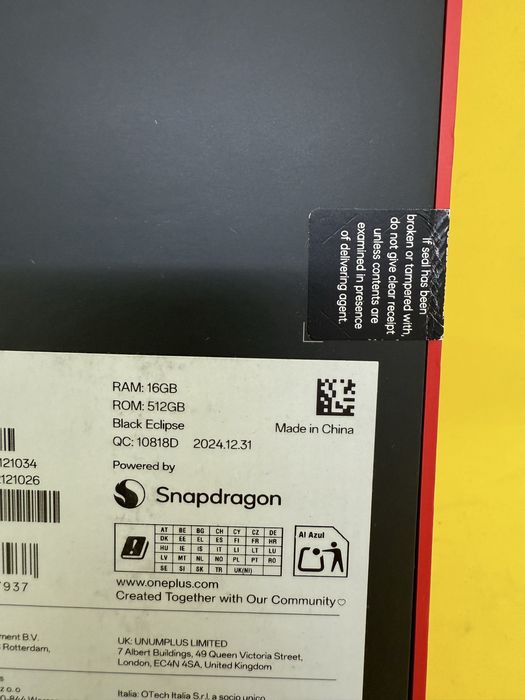 If seal has been
broken or tampered with,
do not give clear receipt
unless contents are
examined in presence
of delivering agent.
RAM: 16GB
ROM: 512GB
Black Eclipse
QC: 10818D 2024.12.31
Made in China
121034
121026
Powered by
Snapdragon
AT BE BG CH CY CZ DE
DK EE EL ES FI FR HR
HU IE IS IT LI LT LU
LV MT NL NO PL PT RO
SE SI SK TR UK(NI)
Al Azul
7937
www.oneplus.com
Created Together with Our Community♡
ment B.V.
Rotterdam,
UK: UNUMPLUS LIMITED
7 Albert Buildings, 49 Queen Victoria Street,
London, EC4N 4SA, United Kingdom
z o.o
Italia: OTech Italia S.r.l. a socio unico